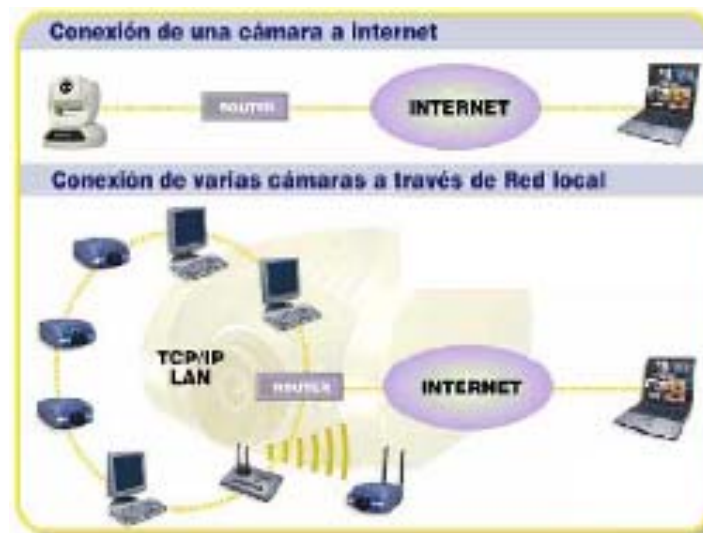 Conexión de una cámara a internet
ROUTER
INTERNET
Conexión de varias cámaras a través de Red local
TCP/IP
LAN
ROUTER
INTERNET